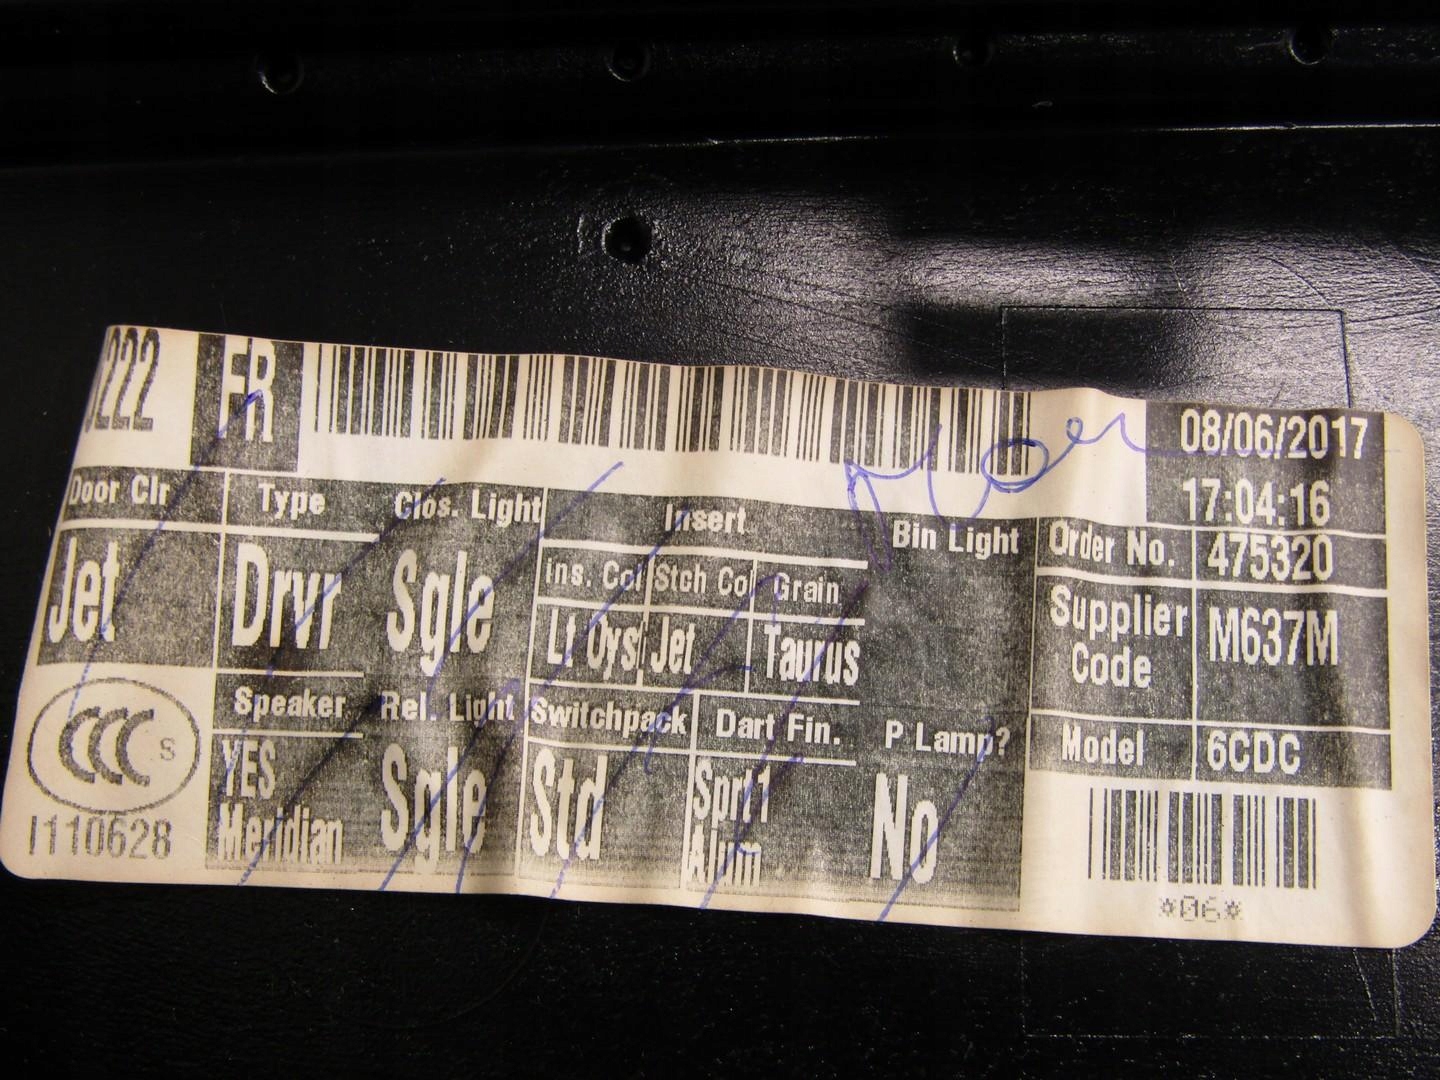 222 FR
08/06/2017
17:04:16
Door Clr Type Clos. Light Insert Bin Light
Ins. Col Stch Col Grain
Jet Drvr Sgle Lt Oys Jet Taurus
Order No. 475320
Supplier Code M637M
Model 6CDC
Speaker Rel. Light Switchpack Dart Fin. P Lamp?
YES Meridian Sgle Std Sprt1 Alum No
CCC S
I110628
*06*